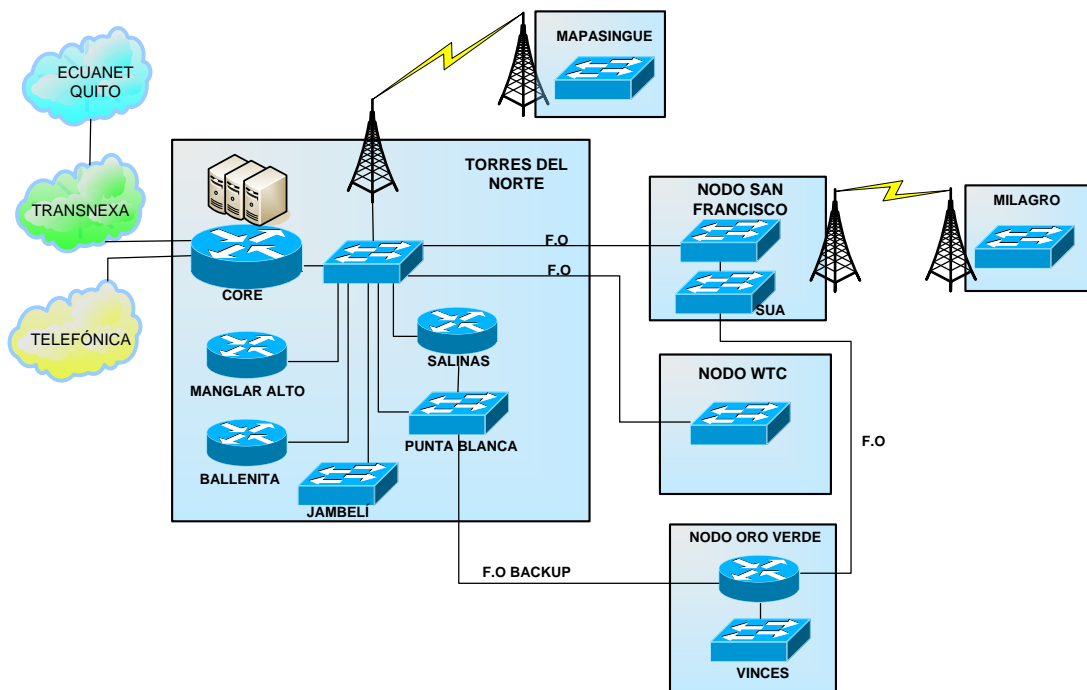 MAPASINGUE
ECUANET
QUITO
TRANSNEXA
TELEFÓNICA
TORRES DEL
NORTE
CORE
MANGLAR ALTO
BALLENITA
JAMBELÍ
SALINAS
PUNTA BLANCA
F.O
F.O
NODO SAN
FRANCISCO
SUA
MILAGRO
NODO WTC
F.O
F.O BACKUP
NODO ORO VERDE
VINCES